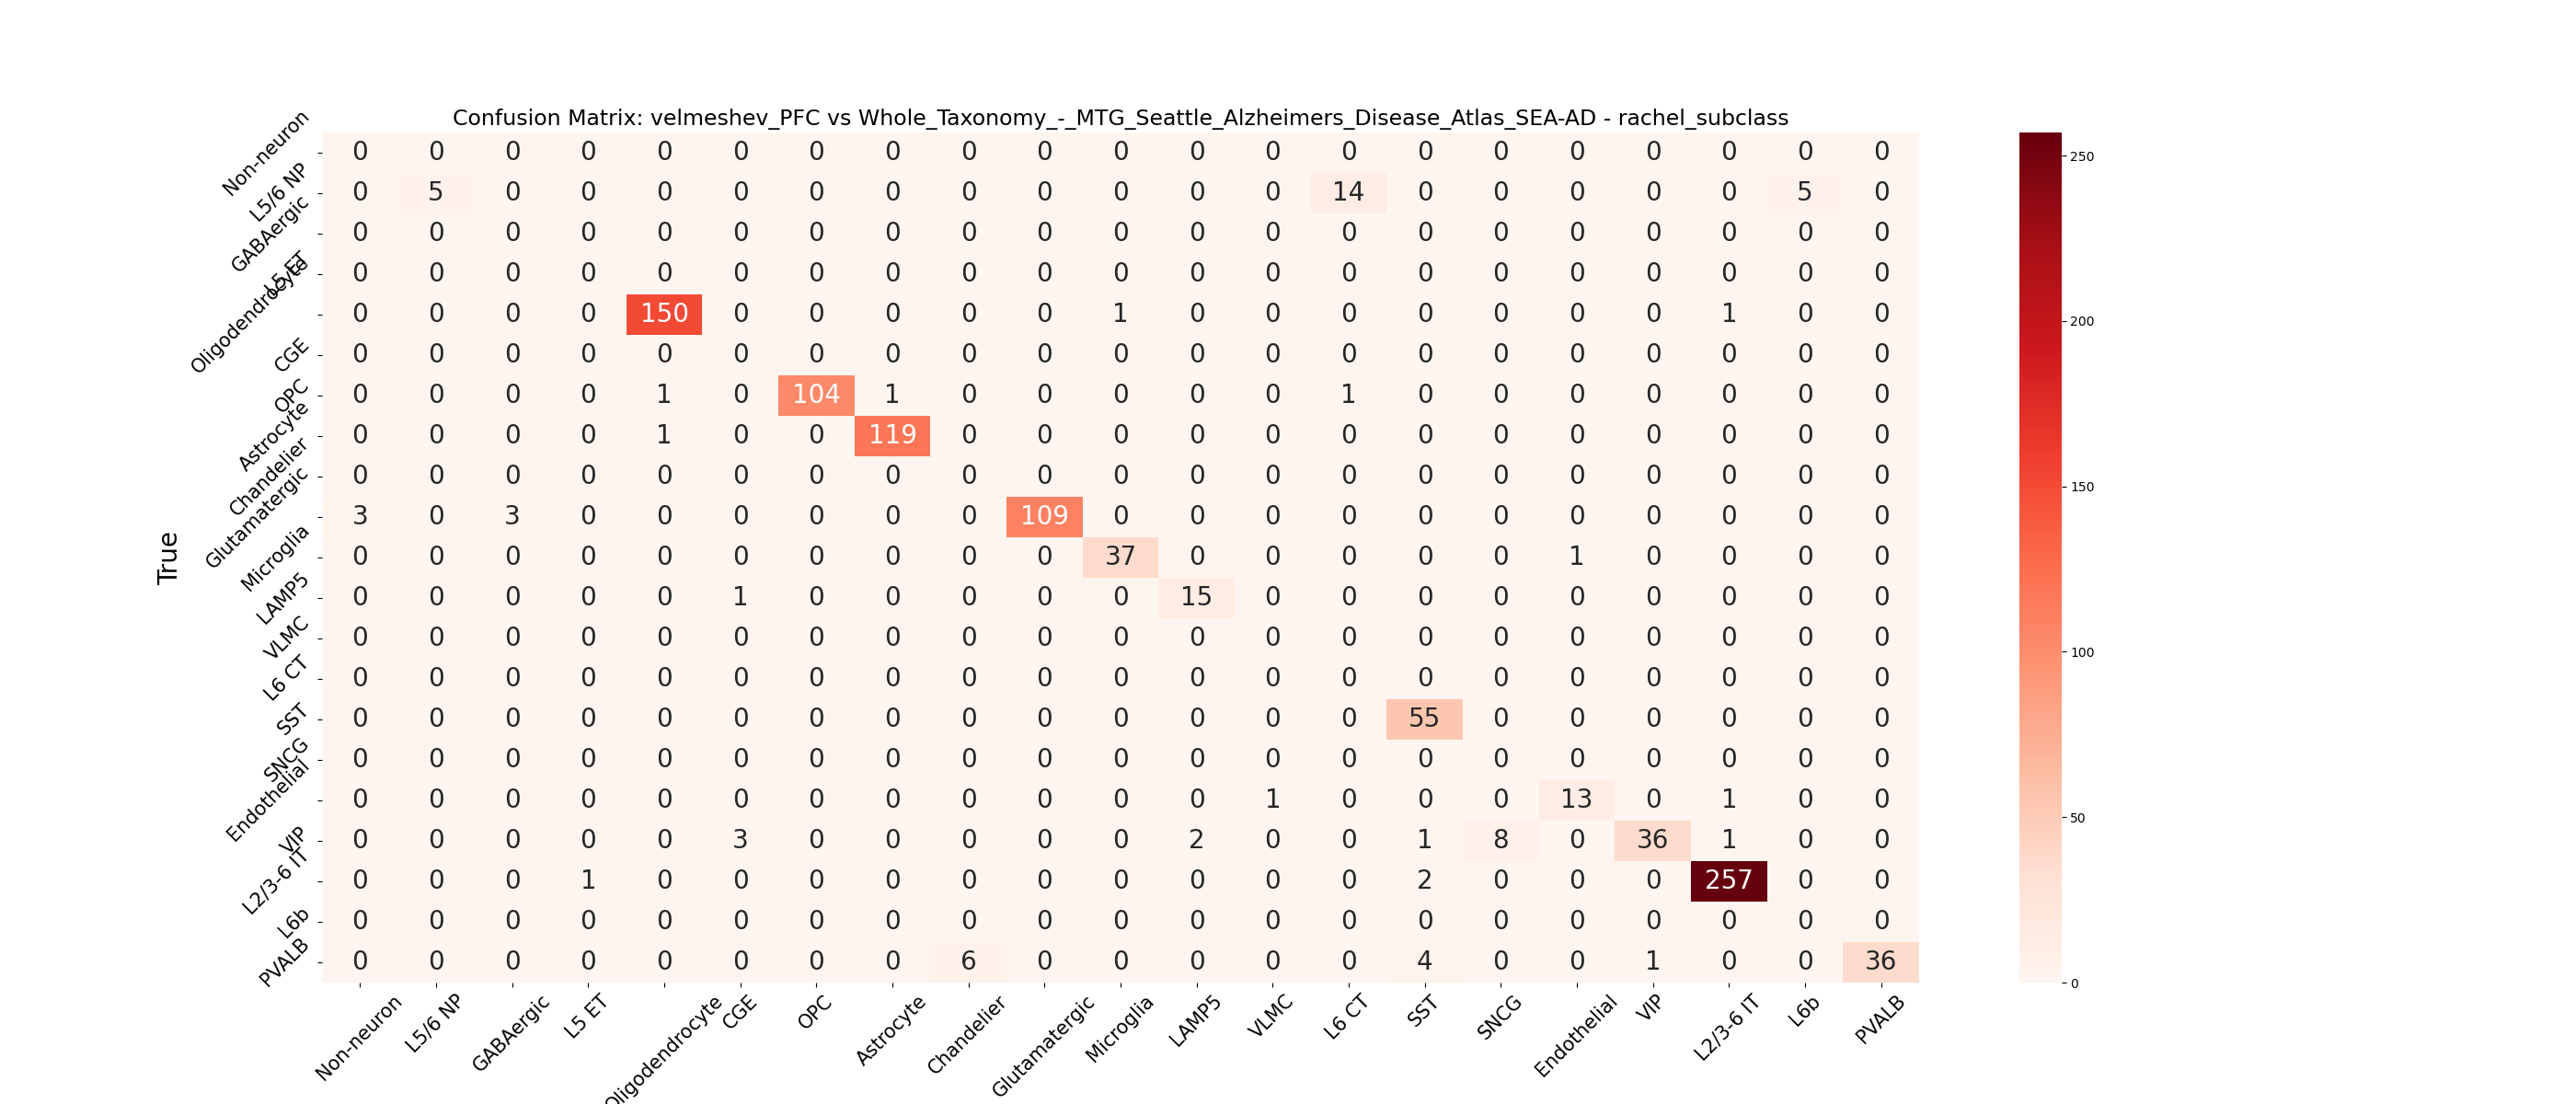 Confusion Matrix: velmeshev_PFC vs Whole_Taxonomy_-_MTG_Seattle_Alzheimers_Disease_Atlas_SEA-AD - rachel_subclass
True
Non-neuron 0 0 0 0 0 0 0 0 0 0 0 0 0 0 0 0 0 0 0 0 0
L5/6 NP 0 5 0 0 0 0 0 0 0 0 0 0 0 14 0 0 0 0 0 5 0
GABAergic 0 0 0 0 0 0 0 0 0 0 0 0 0 0 0 0 0 0 0 0 0
L5 ET 0 0 0 0 0 0 0 0 0 0 0 0 0 0 0 0 0 0 0 0 0
Oligodendrocyte 0 0 0 0 150 0 0 0 0 0 1 0 0 0 0 0 0 0 1 0 0
CGE 0 0 0 0 0 0 0 0 0 0 0 0 0 0 0 0 0 0 0 0 0
OPC 0 0 0 0 1 0 104 1 0 0 0 0 0 1 0 0 0 0 0 0 0
Astrocyte 0 0 0 0 1 0 0 119 0 0 0 0 0 0 0 0 0 0 0 0 0
Chandelier 0 0 0 0 0 0 0 0 0 0 0 0 0 0 0 0 0 0 0 0 0
Glutamatergic 3 0 3 0 0 0 0 0 0 109 0 0 0 0 0 0 0 0 0 0 0
Microglia 0 0 0 0 0 0 0 0 0 0 37 0 0 0 0 0 1 0 0 0 0
LAMP5 0 0 0 0 0 1 0 0 0 0 0 15 0 0 0 0 0 0 0 0 0
VLMC 0 0 0 0 0 0 0 0 0 0 0 0 0 0 0 0 0 0 0 0 0
L6 CT 0 0 0 0 0 0 0 0 0 0 0 0 0 0 0 0 0 0 0 0 0
SST 0 0 0 0 0 0 0 0 0 0 0 0 0 0 55 0 0 0 0 0 0
SNCG 0 0 0 0 0 0 0 0 0 0 0 0 0 0 0 0 0 0 0 0 0
Endothelial 0 0 0 0 0 0 0 0 0 0 0 0 1 0 0 0 13 0 1 0 0
VIP 0 0 0 0 0 3 0 0 0 0 0 2 0 0 1 8 0 36 1 0 0
L2/3-6 IT 0 0 0 1 0 0 0 0 0 0 0 0 0 0 2 0 0 0 257 0 0
L6b 0 0 0 0 0 0 0 0 0 0 0 0 0 0 0 0 0 0 0 0 0
PVALB 0 0 0 0 0 0 0 0 6 0 0 0 0 0 4 0 0 1 0 0 36
Non-neuron L5/6 NP GABAergic L5 ET Oligodendrocyte CGE OPC Astrocyte Chandelier Glutamatergic Microglia LAMP5 VLMC L6 CT SST SNCG Endothelial VIP L2/3-6 IT L6b PVALB
250
200
150
100
50
0